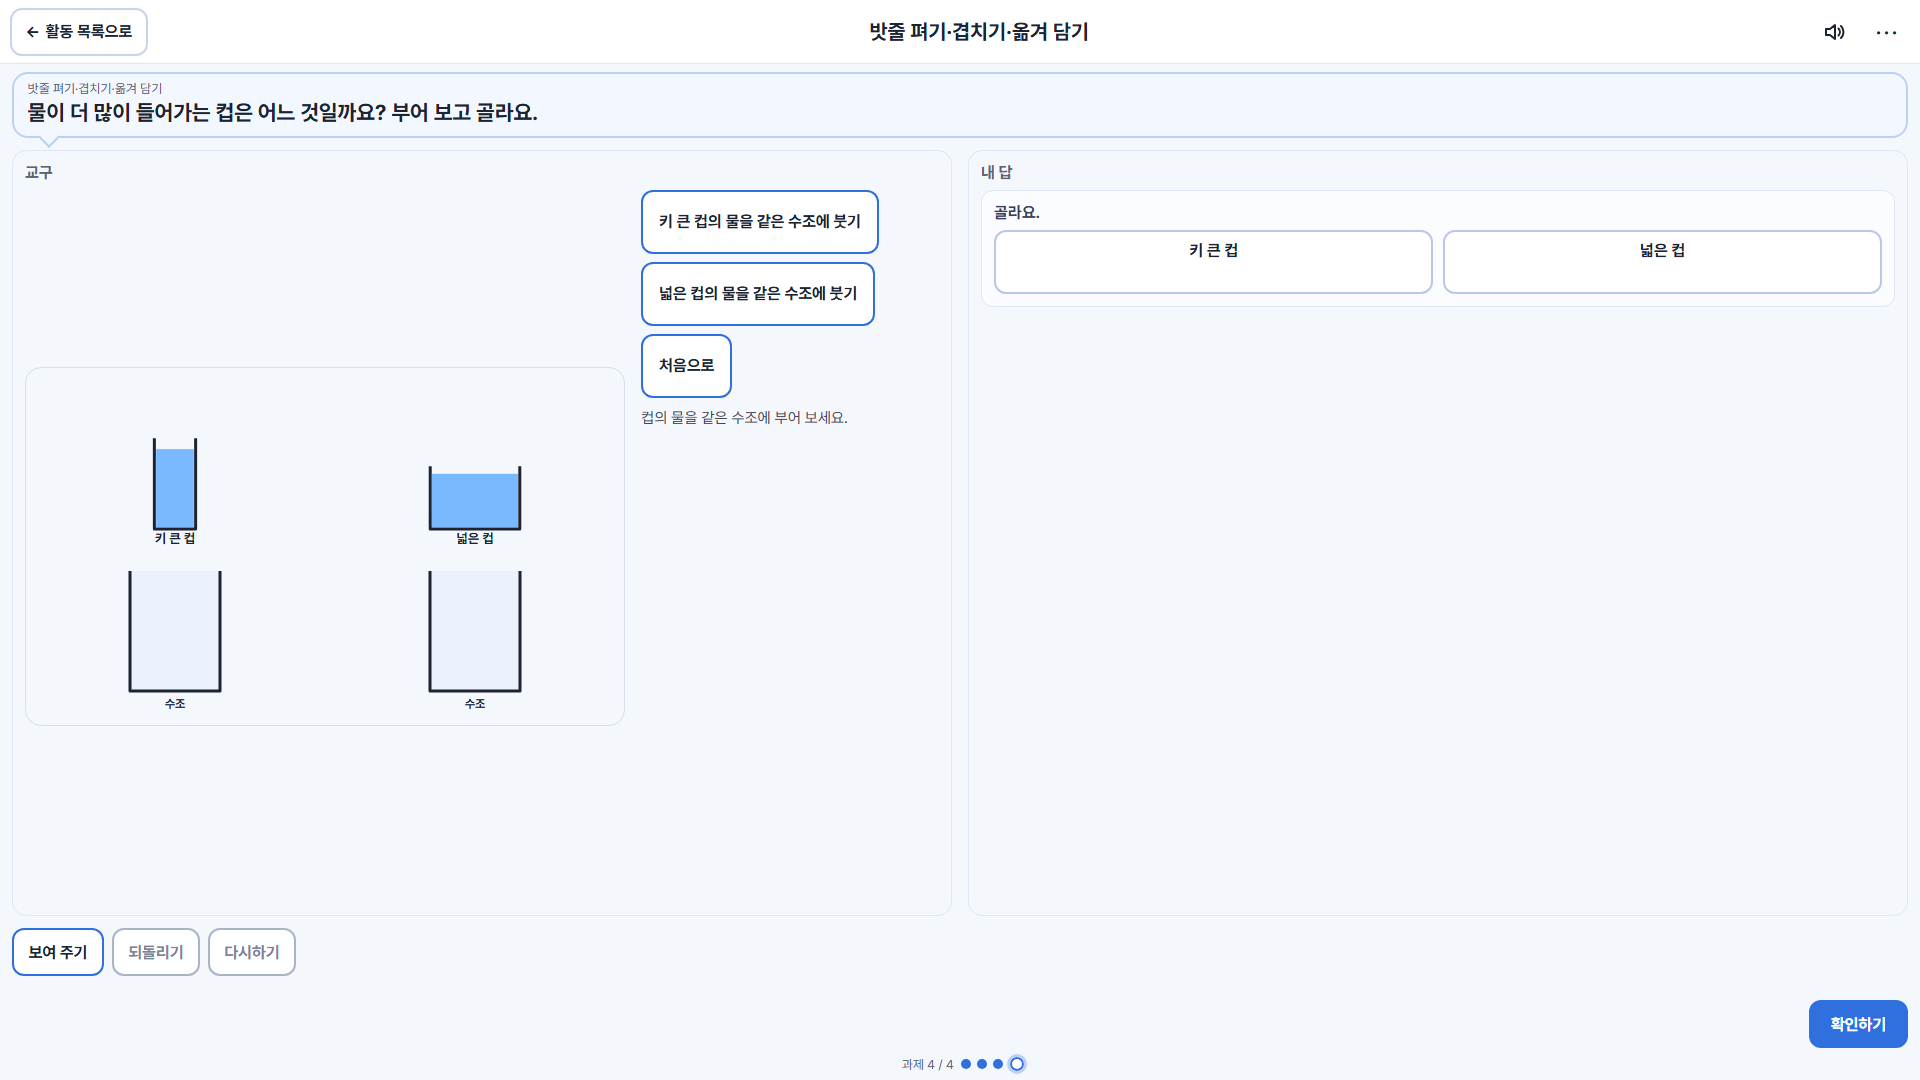 ← 활동 목록으로
밧줄 펴기·겹치기·옮겨 담기
밧줄 펴기·겹치기·옮겨 담기
물이 더 많이 들어가는 컵은 어느 것일까요? 부어 보고 골라요.
교구
키 큰 컵의 물을 같은 수조에 붓기
넓은 컵의 물을 같은 수조에 붓기
처음으로
컵의 물을 같은 수조에 부어 보세요.
키 큰 컵
넓은 컵
수조
수조
내 답
골라요.
키 큰 컵
넓은 컵
보여 주기
되돌리기
다시하기
확인하기
과제 4 / 4